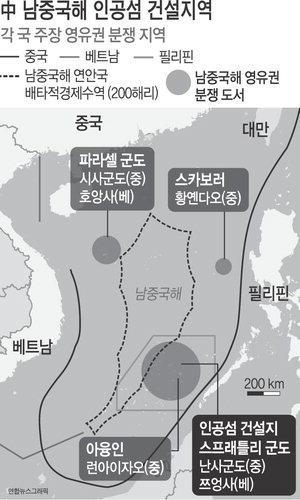 中 남중국해 인공섬 건설지역
각 국 주장 영유권 분쟁 지역
중국 베트남 필리핀
남중국해 연안국
배타적경제수역 (200해리)
남중국해 영유권
분쟁 도서
중국
대만
파라셀 군도
시사군도(중)
호앙사(베)
스카보러
황옌다오(중)
남중국해
필리핀
베트남
200 km
아융인
런아이자오(중)
인공섬 건설지
스프래틀리 군도
난사군도(중)
쯔엉사(베)
연합뉴스그래픽